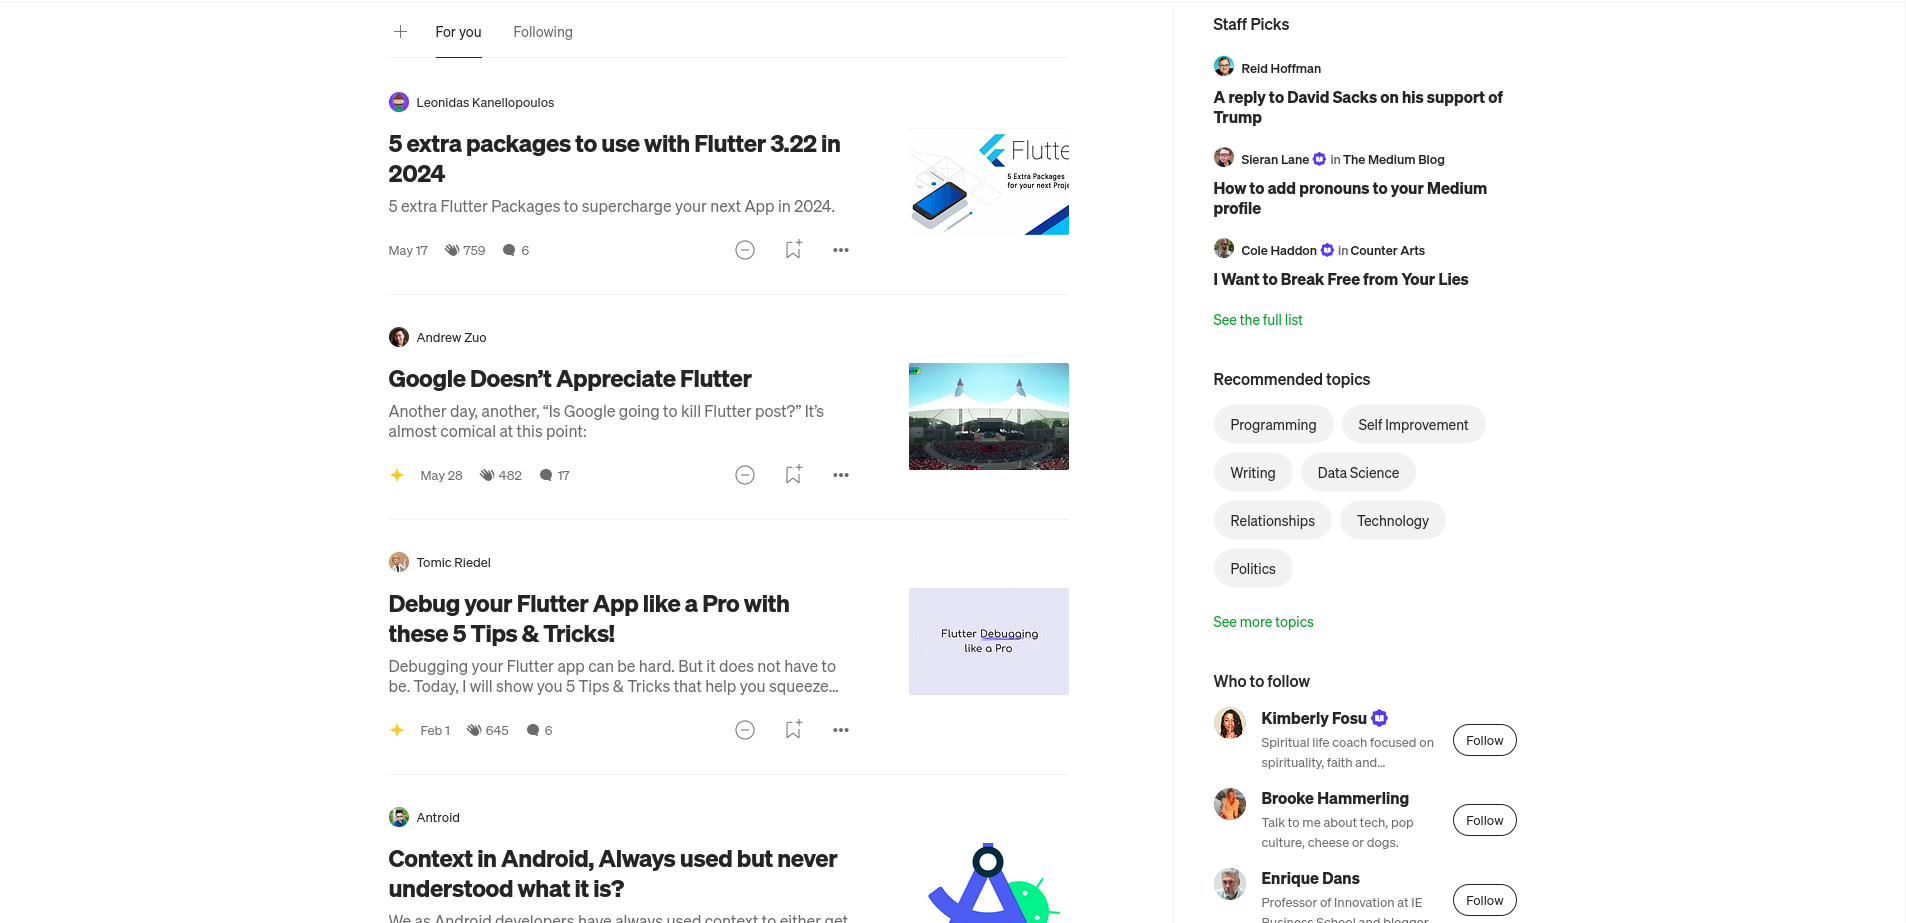 For you
Following
Leonidas Kanellopoulos
5 extra packages to use with Flutter 3.22 in
2024
5 extra Flutter Packages to supercharge your next App in 2024.
May 17
759
6
Flutte
5 Extra Packages
for your next Proje
Andrew Zuo
Google Doesn’t Appreciate Flutter
Another day, another, “Is Google going to kill Flutter post?” It’s
almost comical at this point:
May 28
482
17
Tomic Riedel
Debug your Flutter App like a Pro with
these 5 Tips & Tricks!
Debugging your Flutter app can be hard. But it does not have to
be. Today, I will show you 5 Tips & Tricks that help you squeeze…
Feb 1
645
6
Flutter Debugging
like a Pro
Antroid
Context in Android, Always used but never
understood what it is?
We as Android developers have always used context to either get
Staff Picks
Reid Hoffman
A reply to David Sacks on his support of
Trump
Sieran Lane in The Medium Blog
How to add pronouns to your Medium
profile
Cole Haddon in Counter Arts
I Want to Break Free from Your Lies
See the full list
Recommended topics
Programming
Self Improvement
Writing
Data Science
Relationships
Technology
Politics
See more topics
Who to follow
Kimberly Fosu
Spiritual life coach focused on
spirituality, faith and…
Follow
Brooke Hammerling
Talk to me about tech, pop
culture, cheese or dogs.
Follow
Enrique Dans
Professor of Innovation at IE
Business School and blogger
Follow